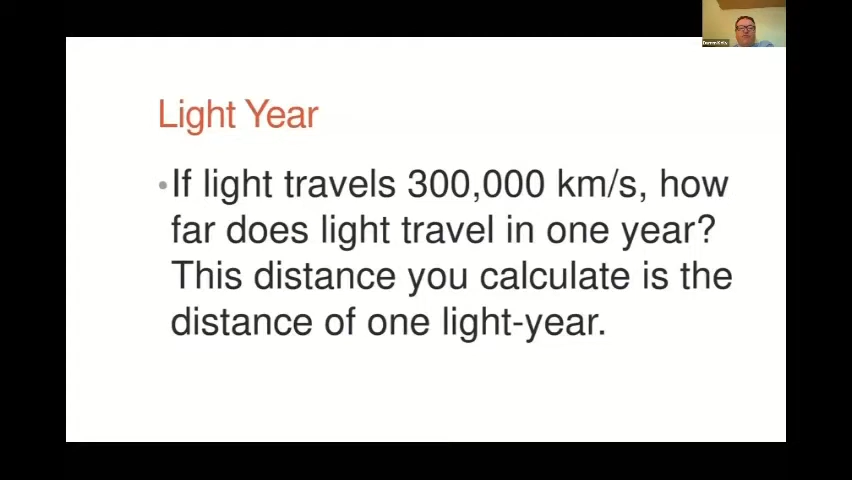 Light Year
•If light travels 300,000 km/s, how
far does light travel in one year?
This distance you calculate is the
distance of one light-year.